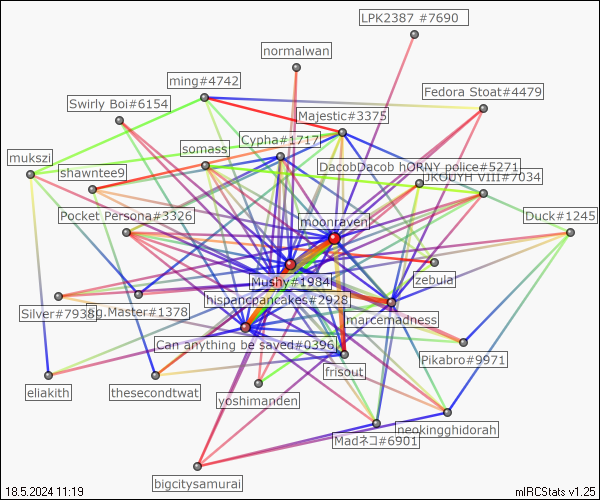 LPK2387 #7690
normalwan
ming#4742
Fedora Stoat#4479
Swirly Boi#6154
Majestic#3375
Cypha#1717
somass
mukszi
DacobDacob hORNY police#5271
shawntee9
JKOUYH VIII#7034
Pocket Persona#3326
moonraven
Duck#1245
Mushy#1984
zebula
hispancpancakes#2928
Silver#7938
g.Master#1378
marcemadness
Can anything be saved#0396
Pikabro#9971
frisout
eliakith
thesecondtwat
yoshimanden
neokingghidorah
Madネコ#6901
bigcitysamurai
18.5.2024 11:19
mIRCStats v1.25